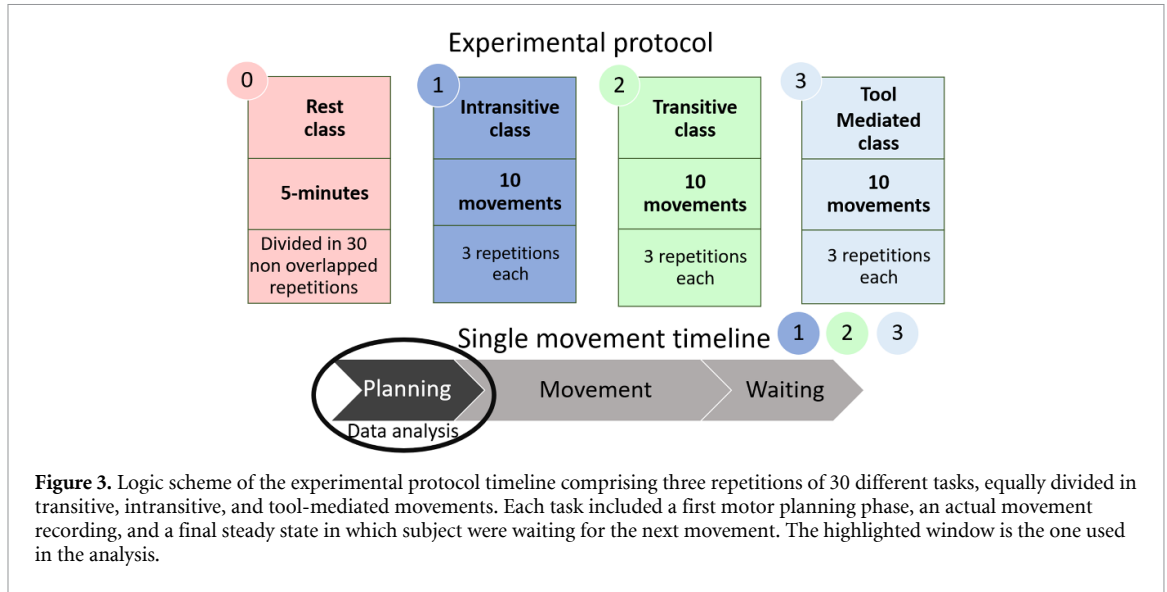 Experimental protocol
0
Rest
class
5-minutes
Divided in 30
non overlapped
repetitions
1
Intransitive
class
10
movements
3 repetitions
each
2
Transitive
class
10
movements
3 repetitions
each
3
Tool
Mediated
class
10
movements
3 repetitions
each
Single movement timeline 1 2 3
Planning Movement Waiting
Data analysis
Figure 3. Logic scheme of the experimental protocol timeline comprising three repetitions of 30 different tasks, equally divided in
transitive, intransitive, and tool-mediated movements. Each task included a first motor planning phase, an actual movement
recording, and a final steady state in which subject were waiting for the next movement. The highlighted window is the one used
in the analysis.